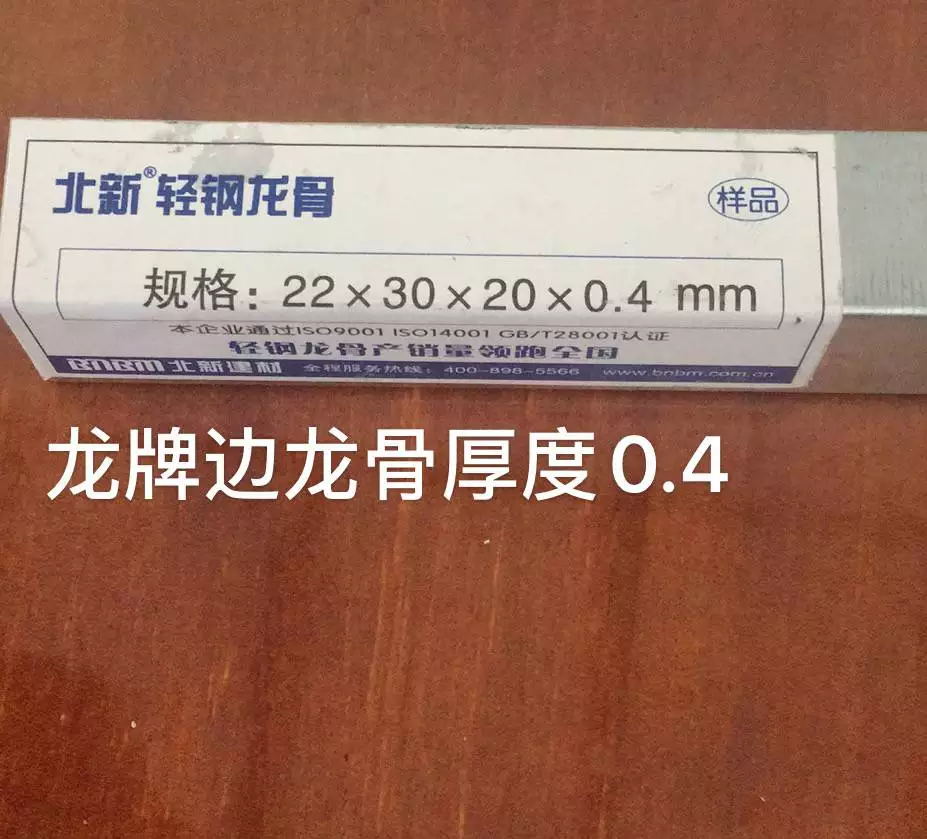 北新®轻钢龙骨
样品
规格：22×30×20×0.4 mm
本企业通过ISO9001 ISO14001 GB/T28001认证
轻钢龙骨产销量领跑全国
BNBM 北新建材 全程服务热线：400-898-5566 www.bnbm.com.cn
龙牌边龙骨厚度0.4